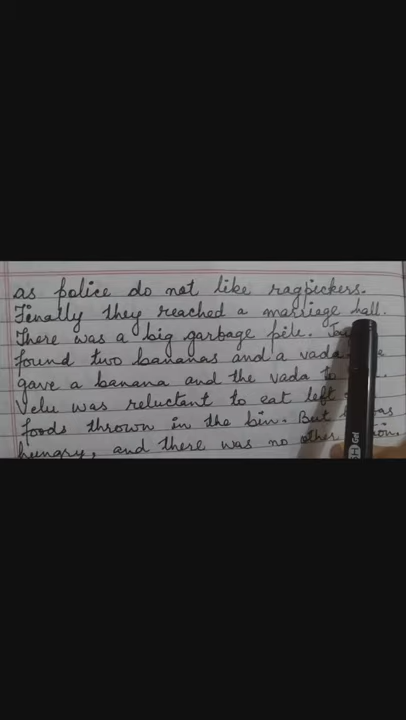 as police do not like ragpickers.
Finally they reached a marriage hall.
There was a big garbage pile.
found two bananas and a vada.
gave a banana and the vada to
Velu was reluctant to eat left
foods thrown in the bin. But
hungry, and there was no other